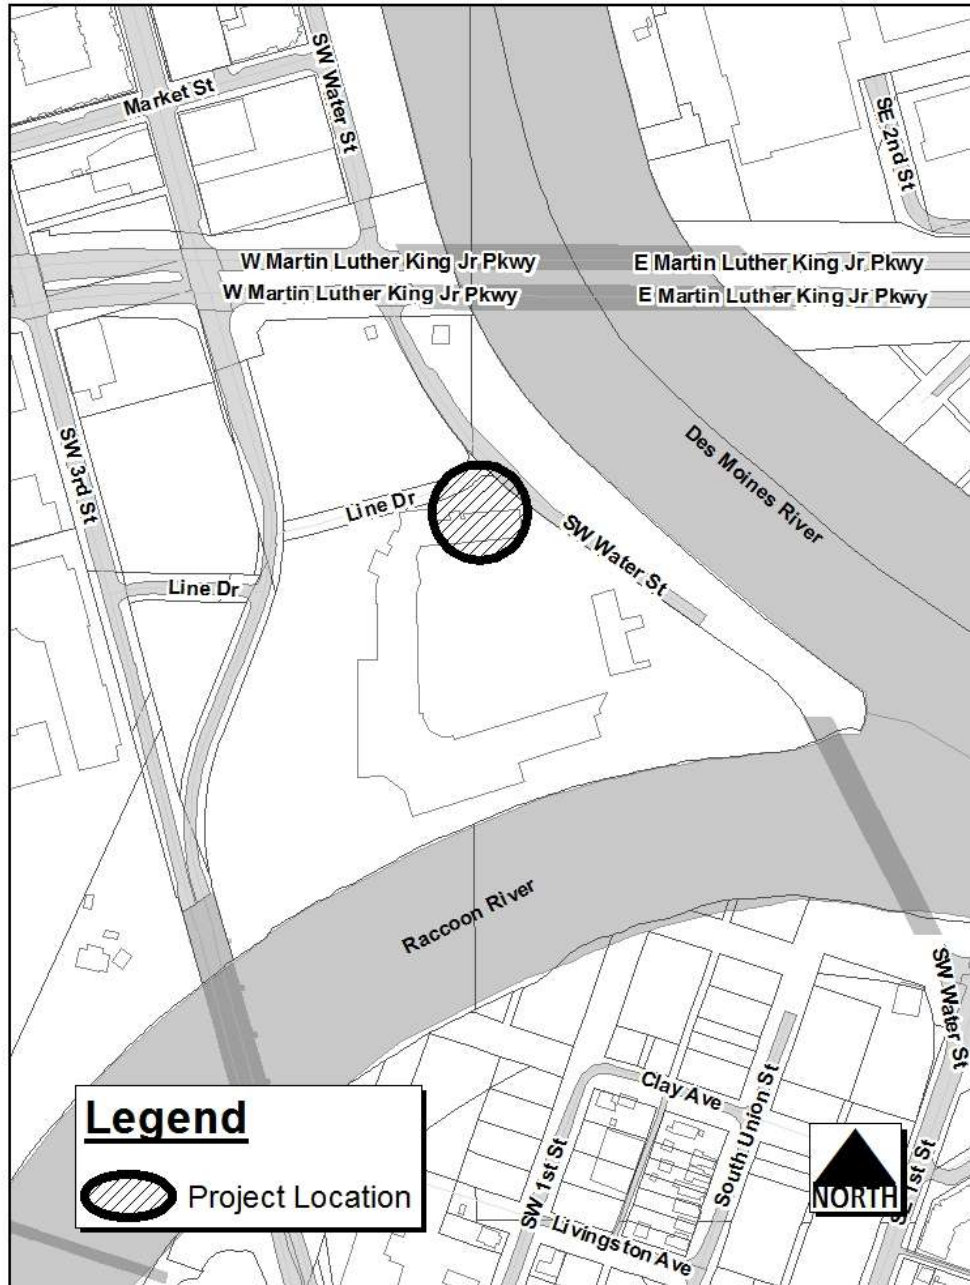 Market St
SW Water St
SE 2nd St
W Martin Luther King Jr Pkwy
E Martin Luther King Jr Pkwy
W Martin Luther King Jr Pkwy
E Martin Luther King Jr Pkwy
SW 3rd St
Des Moines River
Line Dr
SW Water St
Line Dr
Raccoon River
SW Water St
Clay Ave
South Union St
SW 1st St
1st St
Livingston Ave
Legend
Project Location
NORTH